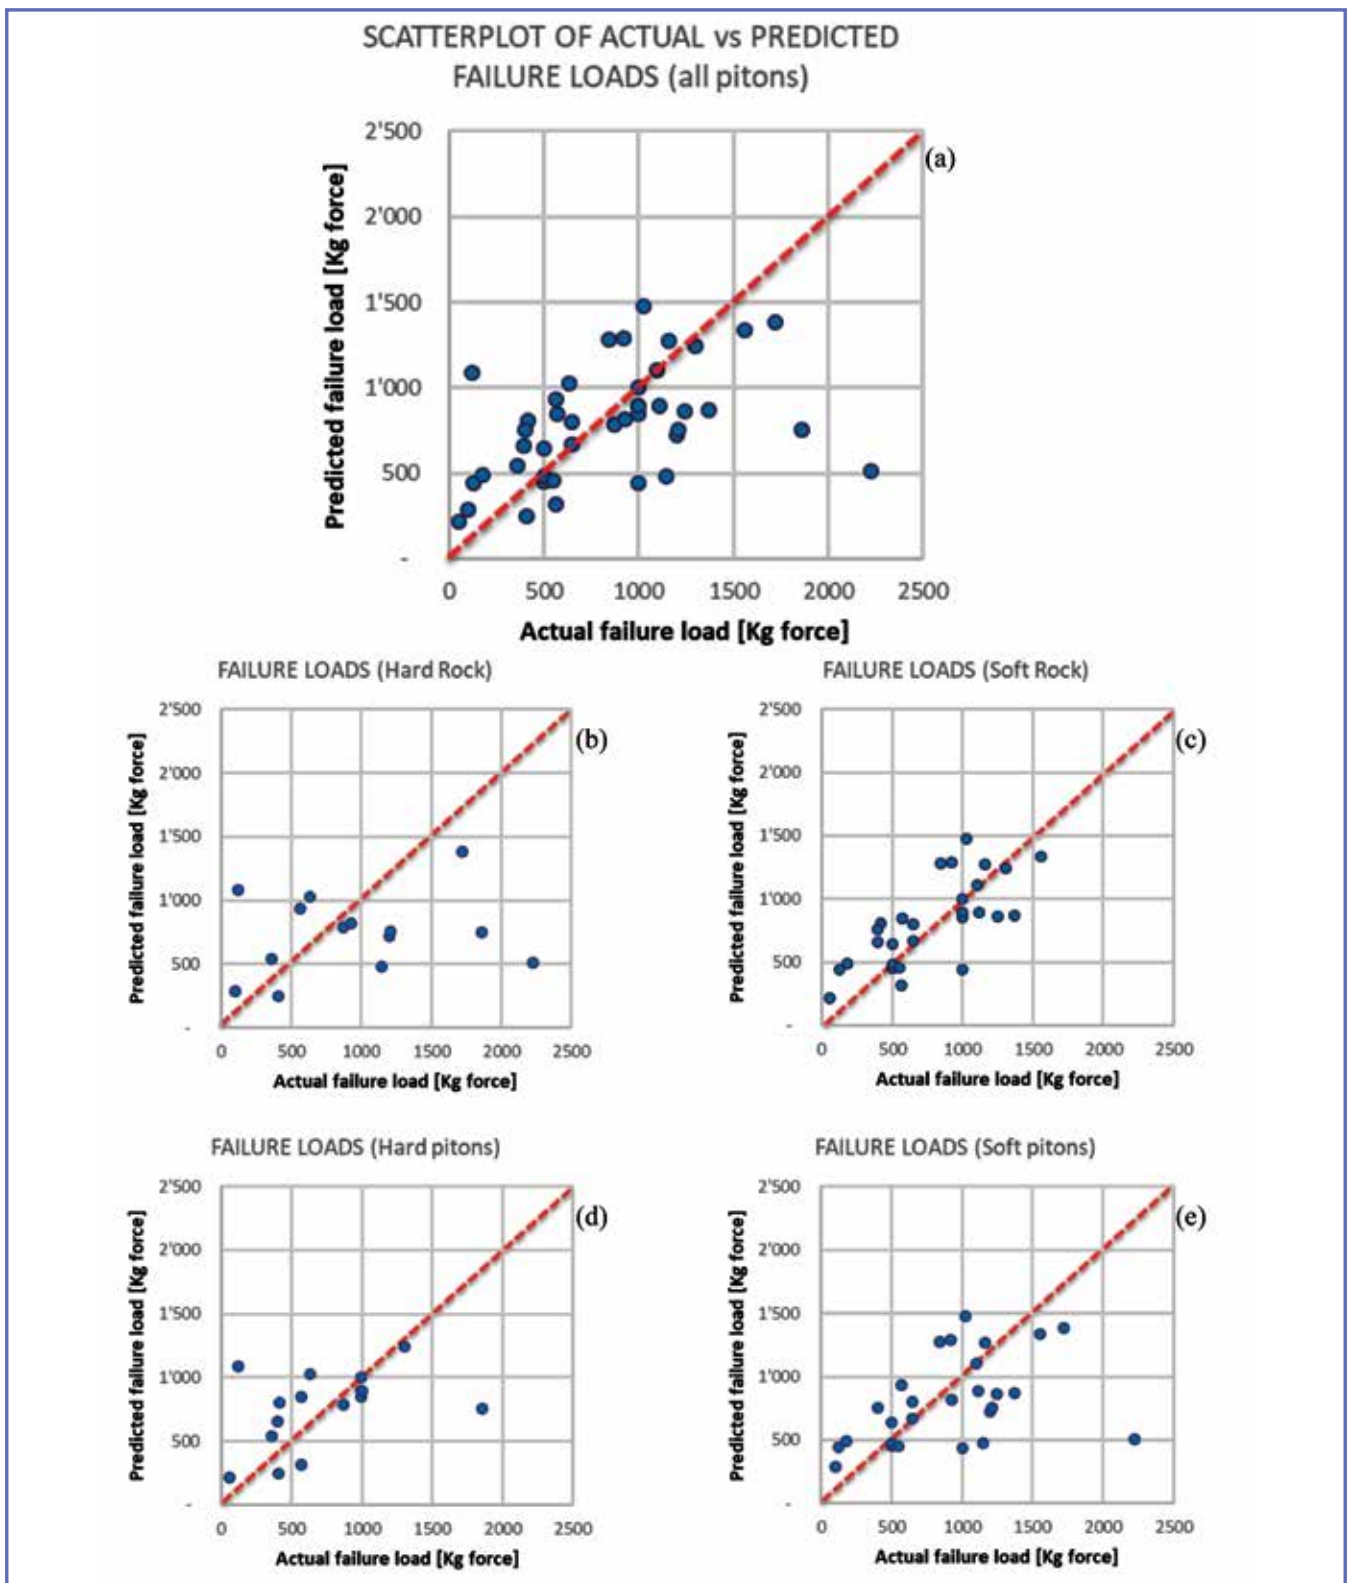 SCATTERPLOT OF ACTUAL vs PREDICTED
FAILURE LOADS (all pitons)
2'500
(a)
2'000
1'500
1'000
500
-
Predicted failure load [Kg force]
0 500 1000 1500 2000 2500
Actual failure load [Kg force]
FAILURE LOADS (Hard Rock)
2'500
(b)
2'000
1'500
1'000
500
-
Predicted failure load [Kg force]
0 500 1000 1500 2000 2500
Actual failure load [Kg force]
FAILURE LOADS (Soft Rock)
2'500
(c)
2'000
1'500
1'000
500
-
Predicted failure load [Kg force]
0 500 1000 1500 2000 2500
Actual failure load [Kg force]
FAILURE LOADS (Hard pitons)
2'500
(d)
2'000
1'500
1'000
500
-
Predicted failure load [Kg force]
0 500 1000 1500 2000 2500
Actual failure load [Kg force]
FAILURE LOADS (Soft pitons)
2'500
(e)
2'000
1'500
1'000
500
-
Predicted failure load [Kg force]
0 500 1000 1500 2000 2500
Actual failure load [Kg force]